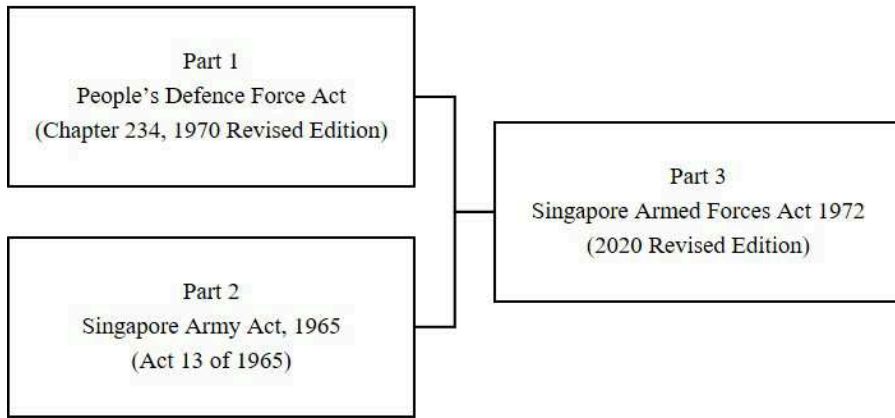 Part 1
People’s Defence Force Act
(Chapter 234, 1970 Revised Edition)
Part 2
Singapore Army Act, 1965
(Act 13 of 1965)
Part 3
Singapore Armed Forces Act 1972
(2020 Revised Edition)